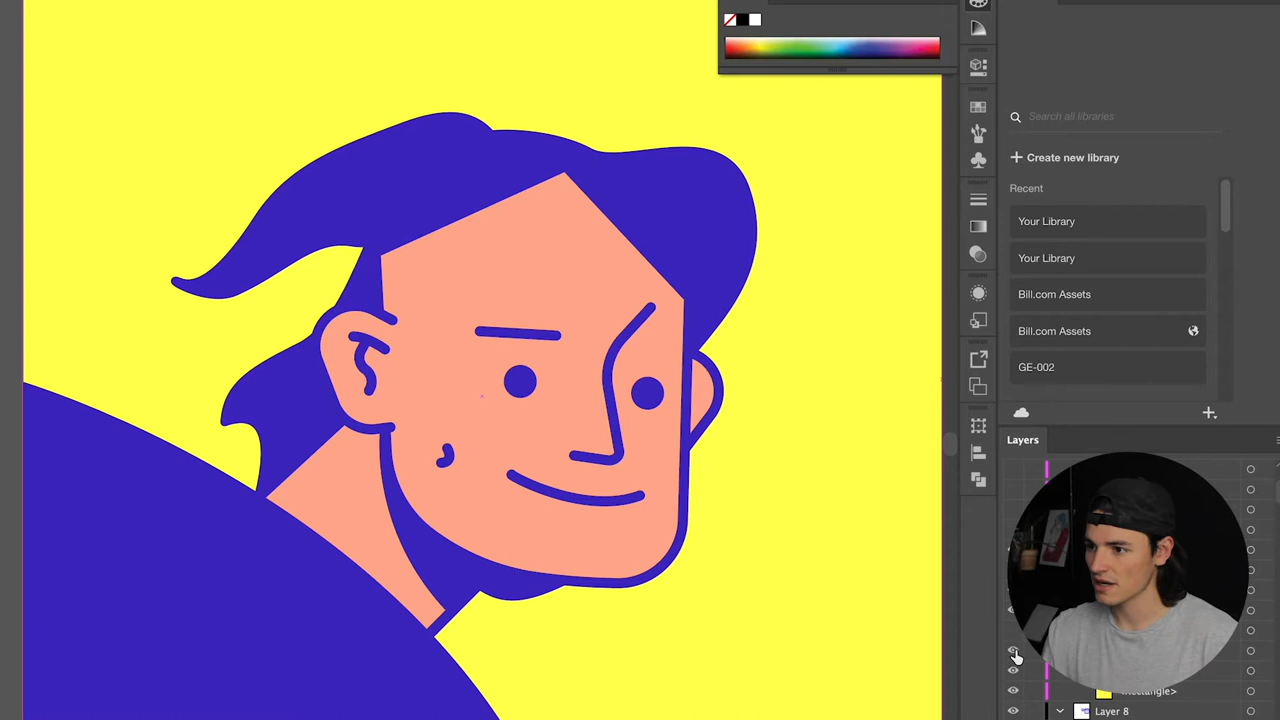 Search all libraries
Create new library
Recent
Your Library
Your Library
Bill.com Assets
Bill.com Assets
GE-002
Layers
Layer 8